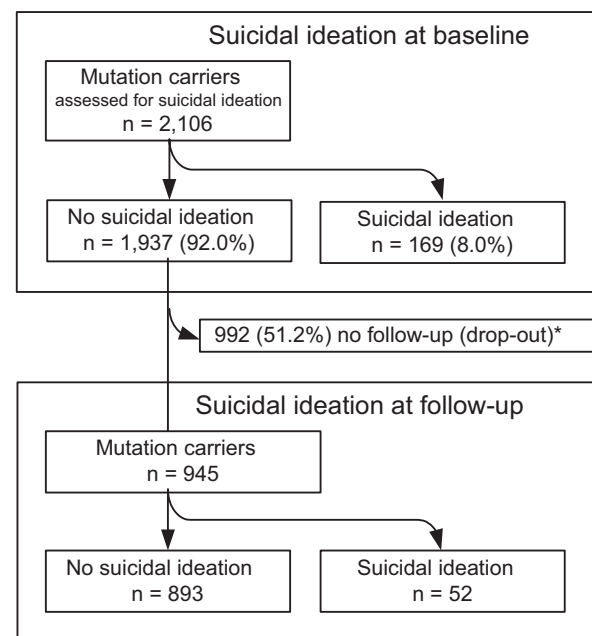 Suicidal ideation at baseline
Mutation carriers
assessed for suicidal ideation
n = 2,106
No suicidal ideation
n = 1,937 (92.0%)
Suicidal ideation
n = 169 (8.0%)
992 (51.2%) no follow-up (drop-out)*
Suicidal ideation at follow-up
Mutation carriers
n = 945
No suicidal ideation
n = 893
Suicidal ideation
n = 52